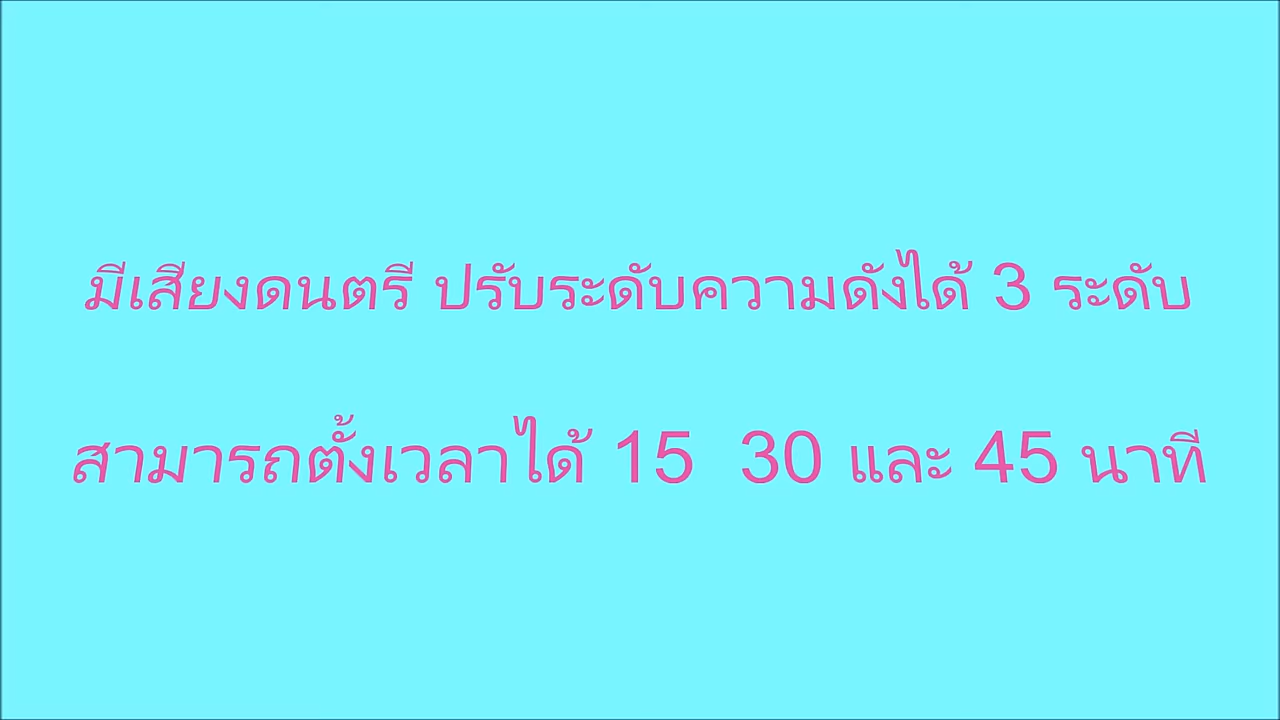 มีเสียงดนตรี ปรับระดับความดังได้ 3 ระดับ
สามารถตั้งเวลาได้ 15  30 และ 45 นาที